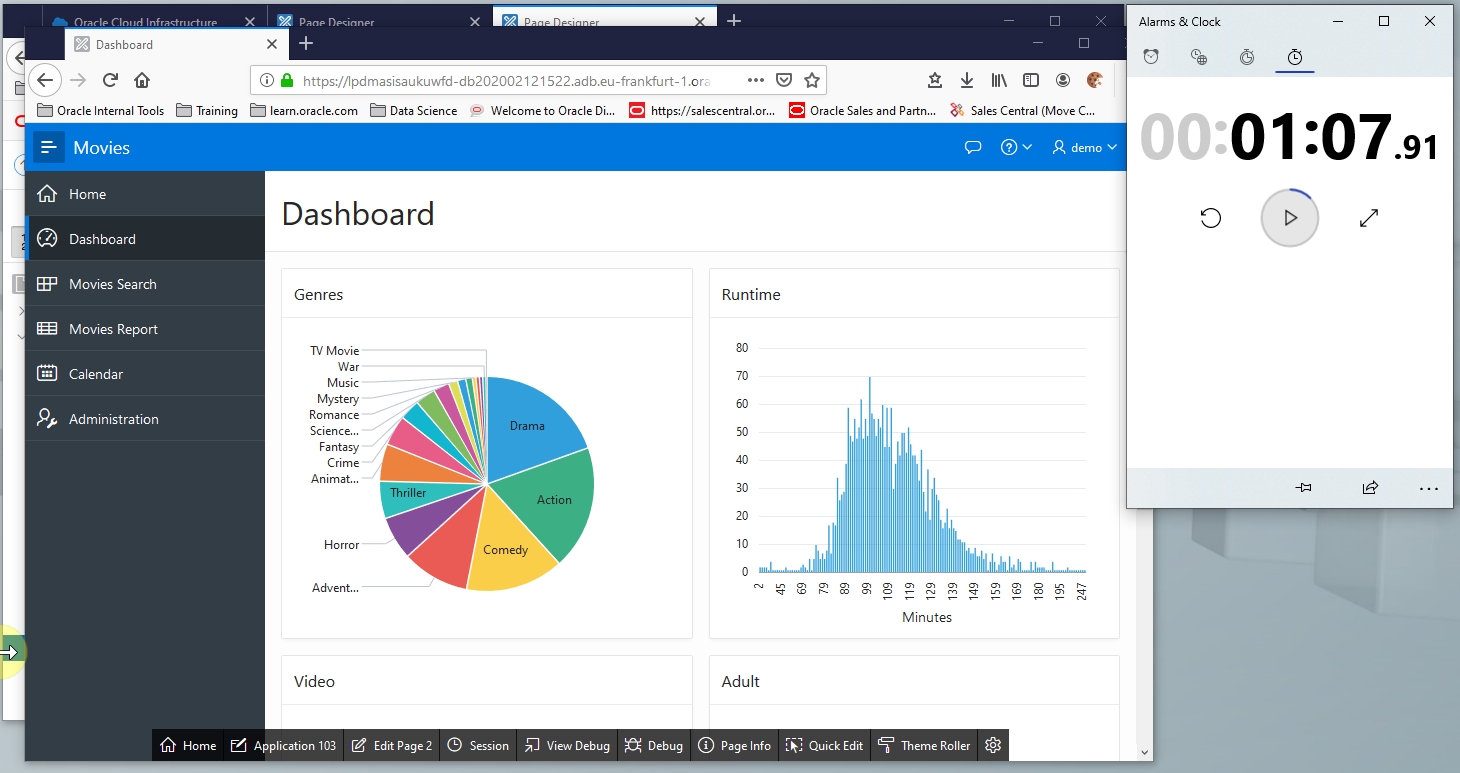 Oracle Cloud Infrastructure
Page Designer
Page Designer
Alarms & Clock
Dashboard
https://lpdmasisaukuwfd-db202002121522.adb.eu-frankfurt-1.ora
Oracle Internal Tools
Training
learn.oracle.com
Data Science
Welcome to Oracle Di...
https://salescentral.or...
Oracle Sales and Partn...
Sales Central (Move C...
00:01:07.91
Movies
demo
Home
Dashboard
Movies Search
Movies Report
Calendar
Administration
Dashboard
Genres
TV Movie
War
Music
Mystery
Romance
Science...
Fantasy
Crime
Animat...
Horror
Advent...
Drama
Action
Comedy
Thriller
Runtime
80
70
60
50
40
30
20
10
0
2
45
69
79
89
99
109
119
129
139
149
159
169
180
195
247
Minutes
Video
Adult
Home
Application 103
Edit Page 2
Session
View Debug
Debug
Page Info
Quick Edit
Theme Roller